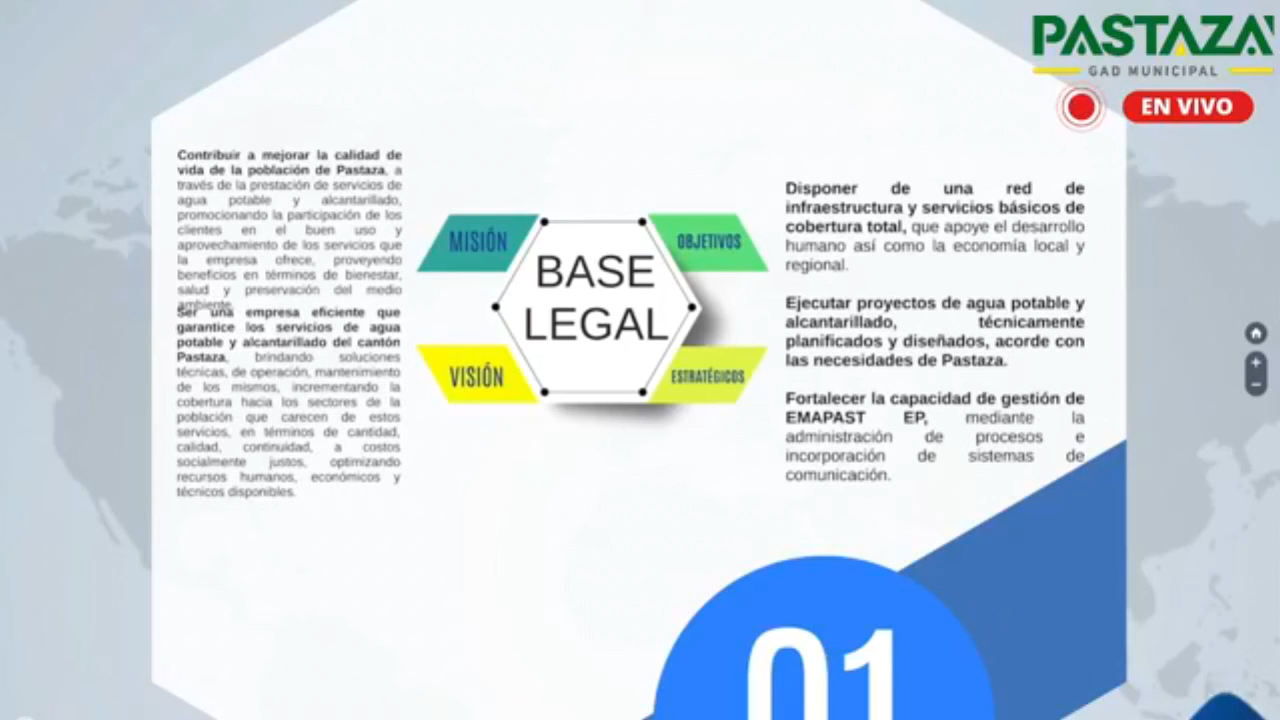 PASTAZA
GAD MUNICIPAL
EN VIVO
Contribuir a mejorar la calidad de
vida de la población de Pastaza, a
través de la prestación de servicios de
agua potable y alcantarillado,
promocionando la participación de los
clientes en el buen uso y
aprovechamiento de los servicios que
la empresa ofrece, proveyendo
beneficios en términos de bienestar,
salud y preservación del medio
ambiente.
Ser una empresa eficiente que
garantice los servicios de agua
potable y alcantarillado del cantón
Pastaza, brindando soluciones
técnicas, de operación, mantenimiento
de los mismos, incrementando la
cobertura hacia los sectores de la
población que carecen de estos
servicios, en términos de cantidad,
calidad, continuidad, a costos
socialmente justos, optimizando
recursos humanos, económicos y
técnicos disponibles.
MISIÓN
OBJETIVOS
BASE
LEGAL
VISIÓN
ESTRATÉGICOS
Disponer de una red de
infraestructura y servicios básicos de
cobertura total, que apoye el desarrollo
humano así como la economía local y
regional.
Ejecutar proyectos de agua potable y
alcantarillado, técnicamente
planificados y diseñados, acorde con
las necesidades de Pastaza.
Fortalecer la capacidad de gestión de
EMAPAST EP, mediante la
administración de procesos e
incorporación de sistemas de
comunicación.
01